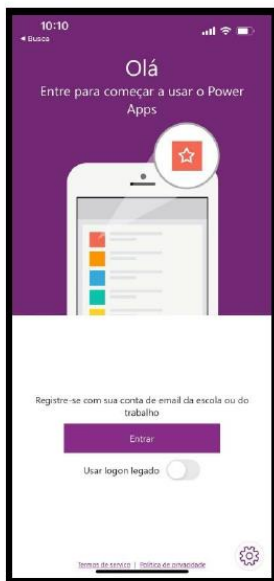 10:10
◀ Busca
Olá
Entre para começar a usar o Power
Apps
Registre-se com sua conta de email da escola ou do
trabalho
Entrar
Usar logon legado
Termos de serviço | Política de privacidade